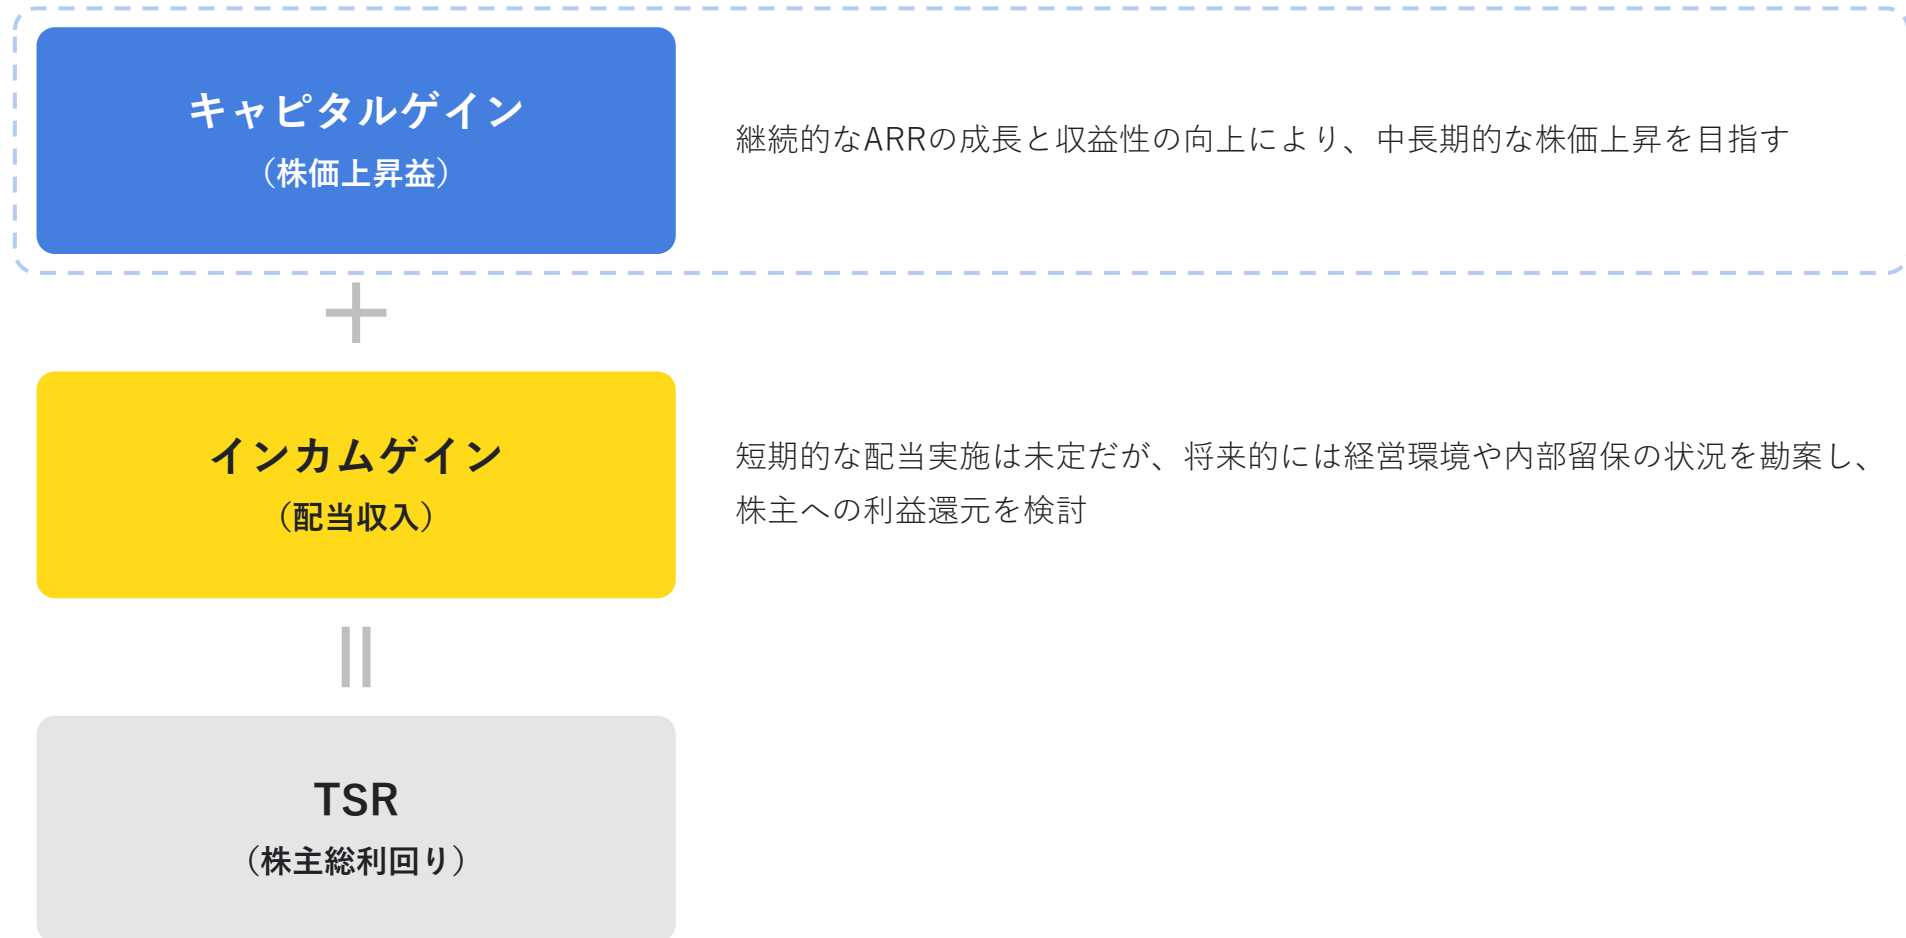 キャピタルゲイン
（株価上昇益）
継続的なARRの成長と収益性の向上により、中長期的な株価上昇を目指す
インカムゲイン
（配当収入）
短期的な配当実施は未定だが、将来的には経営環境や内部留保の状況を勘案し、
株主への利益還元を検討
TSR
（株主総利回り）